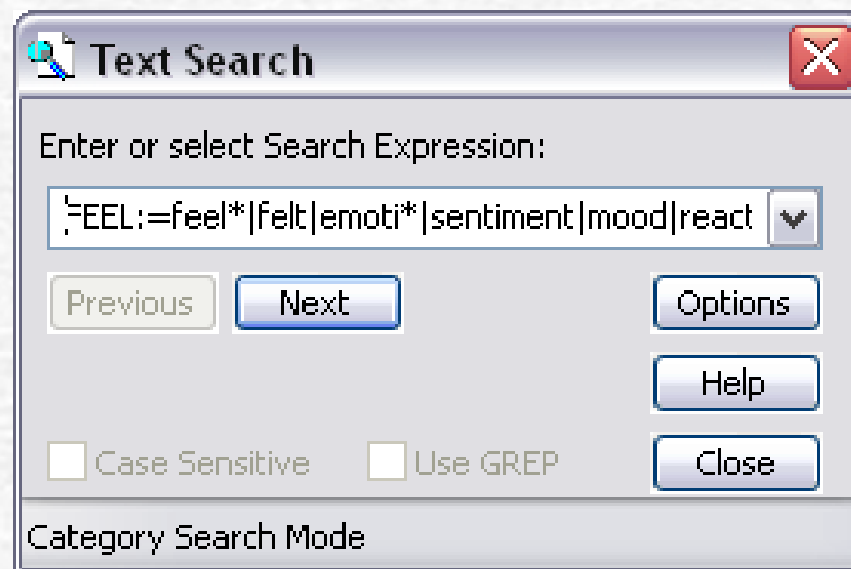 Text Search
Enter or select Search Expression:
FEEL:=feel*|felt|emoti*|sentiment|mood|react
Previous Next Options
Help
Case Sensitive Use GREP Close
Category Search Mode